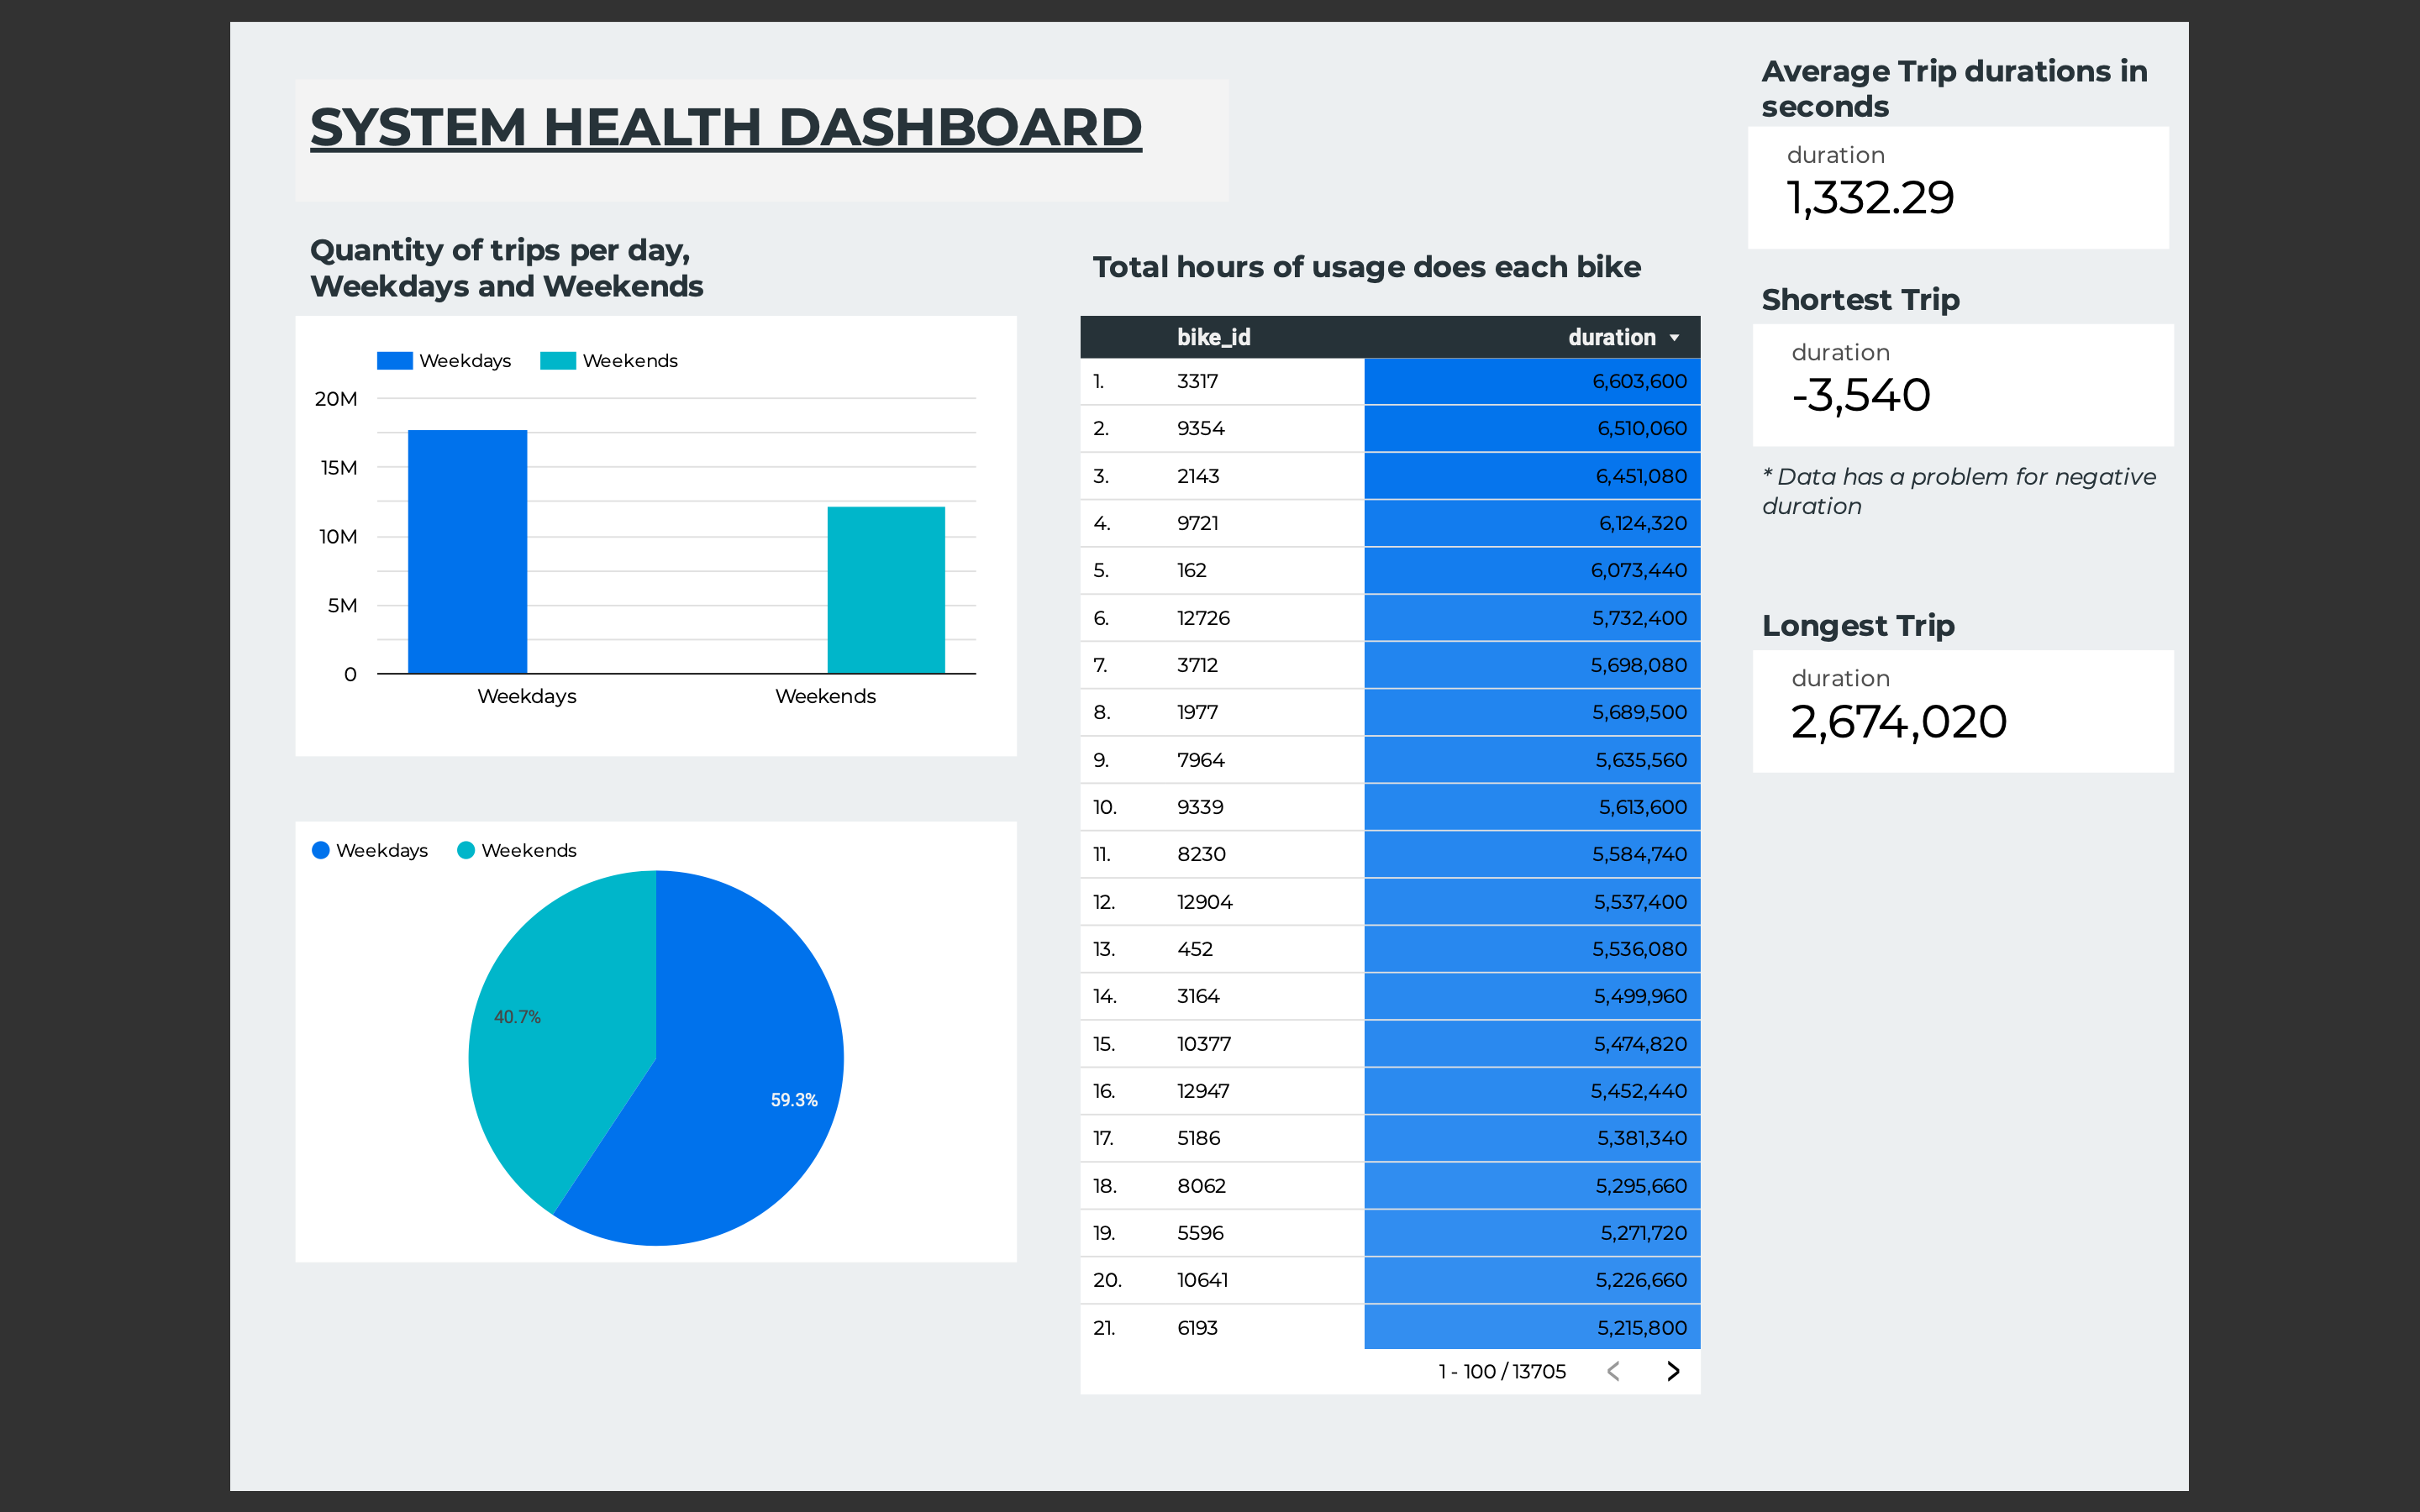 SYSTEM HEALTH DASHBOARD
Quantity of trips per day,
Weekdays and Weekends
Weekdays Weekends
20M
15M
10M
5M
0
Weekdays Weekends
Weekdays Weekends
40.7%
59.3%
Total hours of usage does each bike
bike_id duration
1. 3317 6,603,600
2. 9354 6,510,060
3. 2143 6,451,080
4. 9721 6,124,320
5. 162 6,073,440
6. 12726 5,732,400
7. 3712 5,698,080
8. 1977 5,689,500
9. 7964 5,635,560
10. 9339 5,613,600
11. 8230 5,584,740
12. 12904 5,537,400
13. 452 5,536,080
14. 3164 5,499,960
15. 10377 5,474,820
16. 12947 5,452,440
17. 5186 5,381,340
18. 8062 5,295,660
19. 5596 5,271,720
20. 10641 5,226,660
21. 6193 5,215,800
1 - 100 / 13705
Average Trip durations in
seconds
duration
1,332.29
Shortest Trip
duration
-3,540
* Data has a problem for negative
duration
Longest Trip
duration
2,674,020